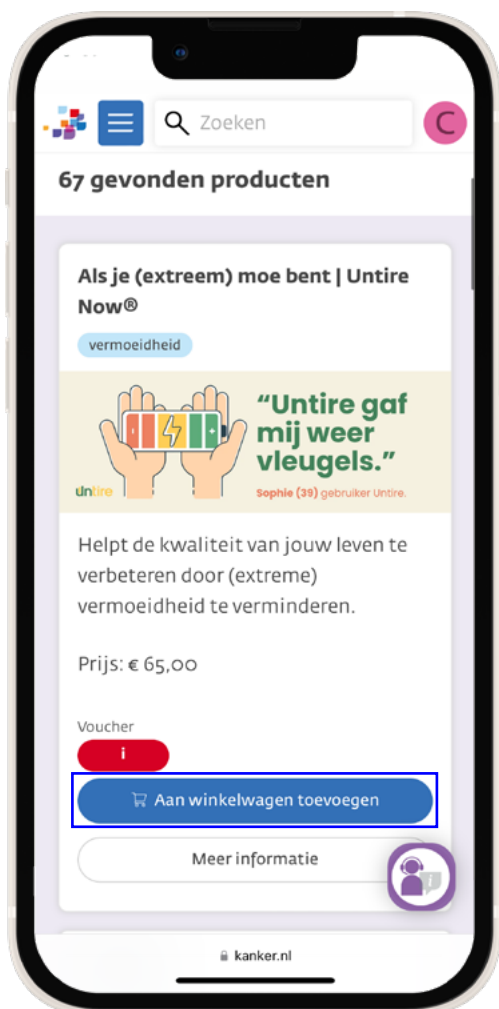 Zoeken
C
67 gevonden producten
Als je (extreem) moe bent | Untire
Now®
vermoeidheid
“Untire gaf
mij weer
vleugels.”
untire
Sophie (39) gebruiker Untire.
Helpt de kwaliteit van jouw leven te
verbeteren door (extreme)
vermoeidheid te verminderen.
Prijs: € 65,00
Voucher
i
Aan winkelwagen toevoegen
Meer informatie
i
kanker.nl